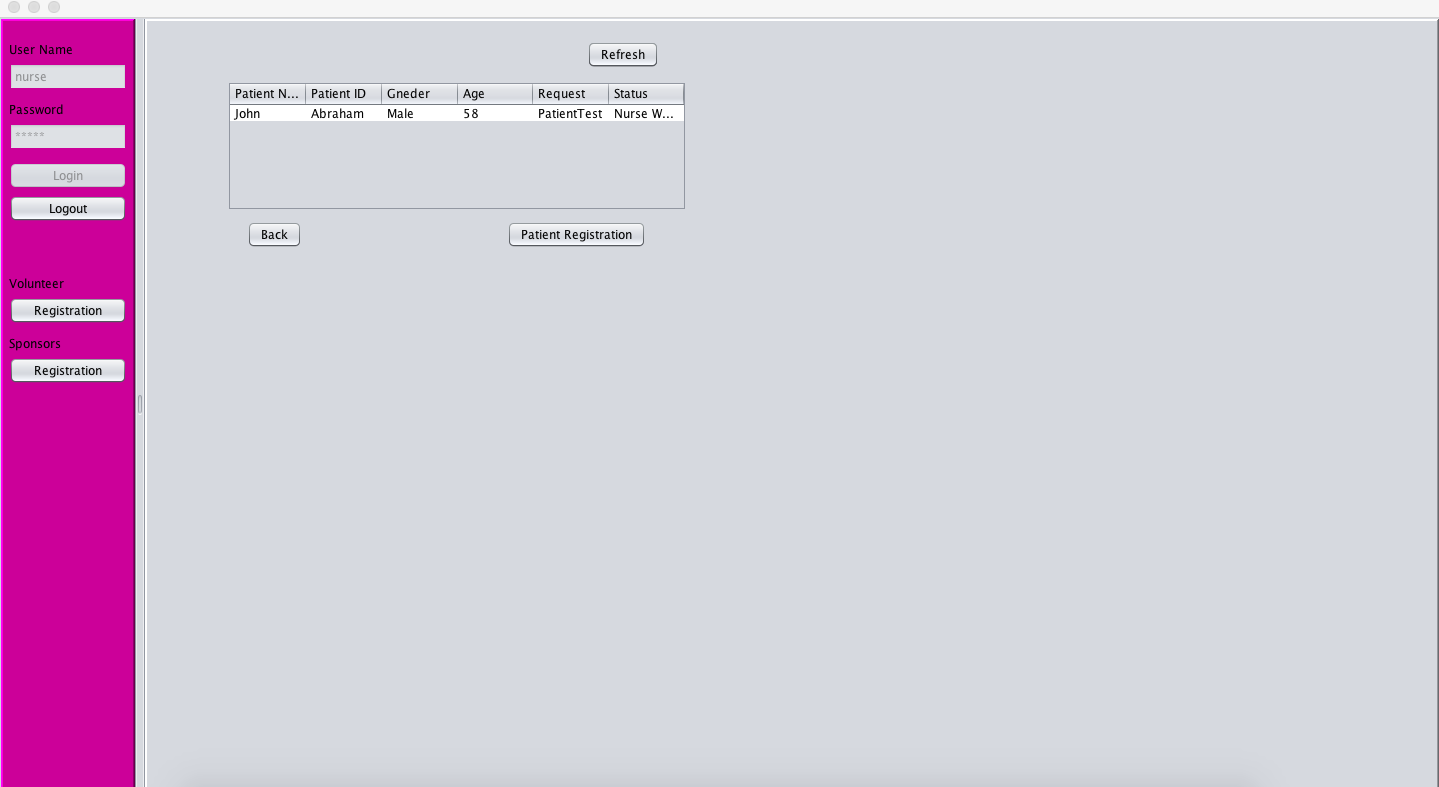 User Name
nurse
Password
*****
Login
Logout
Volunteer
Registration
Sponsors
Registration
Refresh
Patient N... Patient ID Gneder Age Request Status
John Abraham Male 58 PatientTest Nurse W...
Back Patient Registration